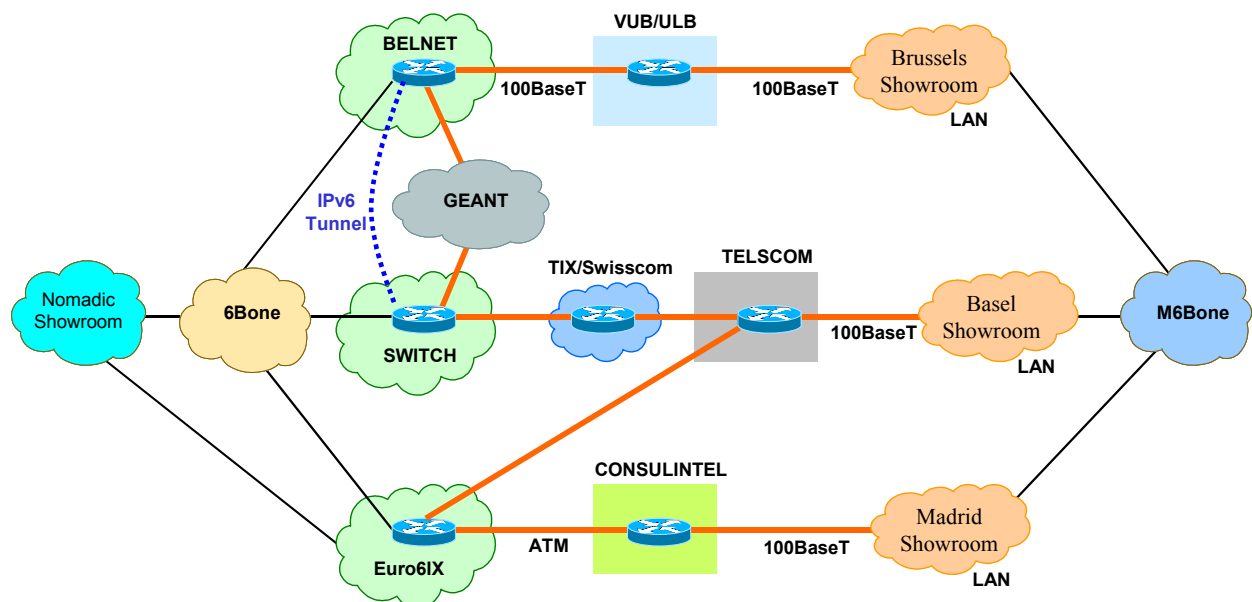 VUB/ULB
BELNET
Brussels
Showroom
100BaseT
100BaseT
LAN
IPv6
Tunnel
GEANT
TIX/Swisscom
TELSCOM
Nomadic
Showroom
6Bone
Basel
Showroom
M6Bone
SWITCH
100BaseT
LAN
CONSULINTEL
Madrid
Showroom
ATM
100BaseT
Euro6IX
LAN